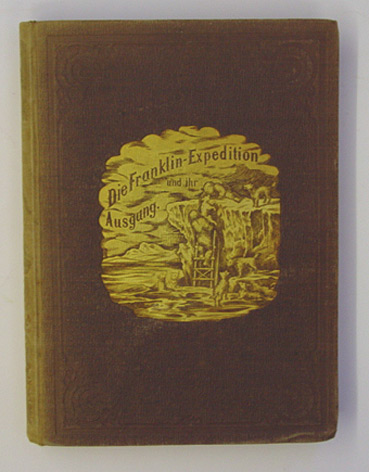 Die Franklin-Expedition
und ihr
Ausgang.